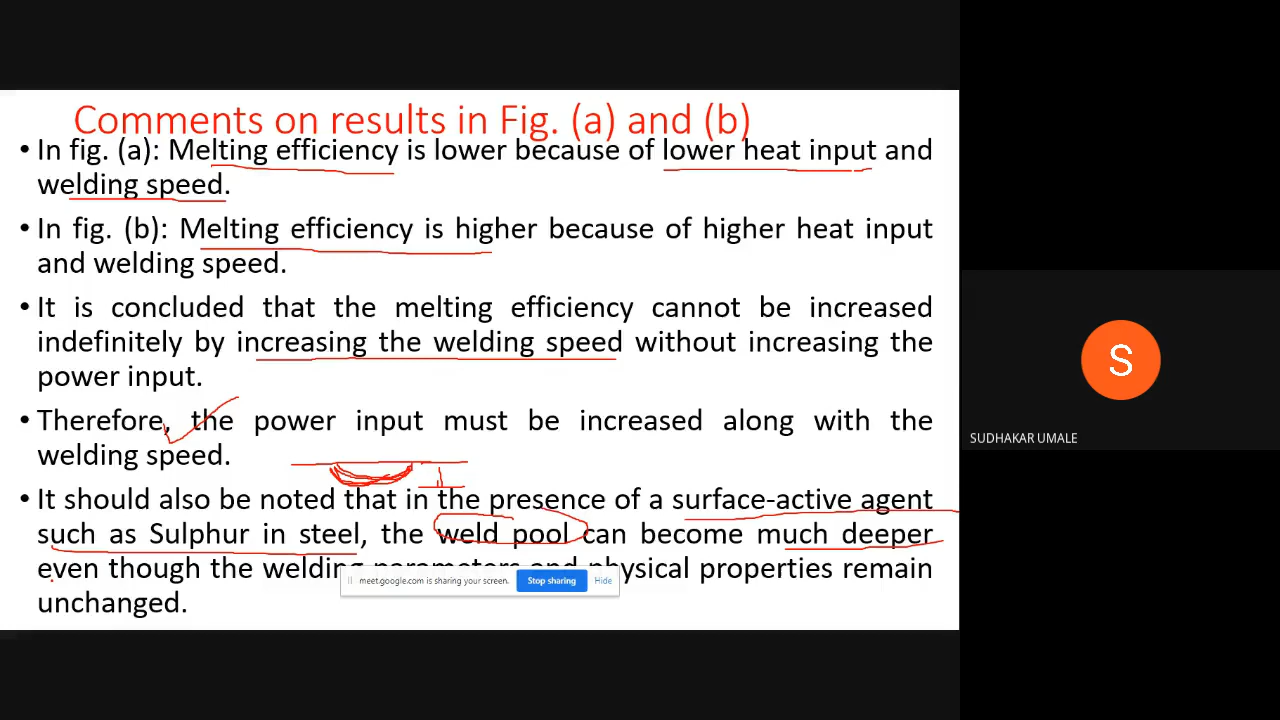 Comments on results in Fig. (a) and (b)
• In fig. (a): Melting efficiency is lower because of lower heat input and
welding speed.
• In fig. (b): Melting efficiency is higher because of higher heat input
and welding speed.
• It is concluded that the melting efficiency cannot be increased
indefinitely by increasing the welding speed without increasing the
power input.
• Therefore, the power input must be increased along with the
welding speed.
• It should also be noted that in the presence of a surface-active agent
such as Sulphur in steel, the weld pool can become much deeper
even though the welding parameters and physical properties remain
unchanged.
meet.google.com is sharing your screen. Stop sharing Hide
S
SUDHAKAR UMALE